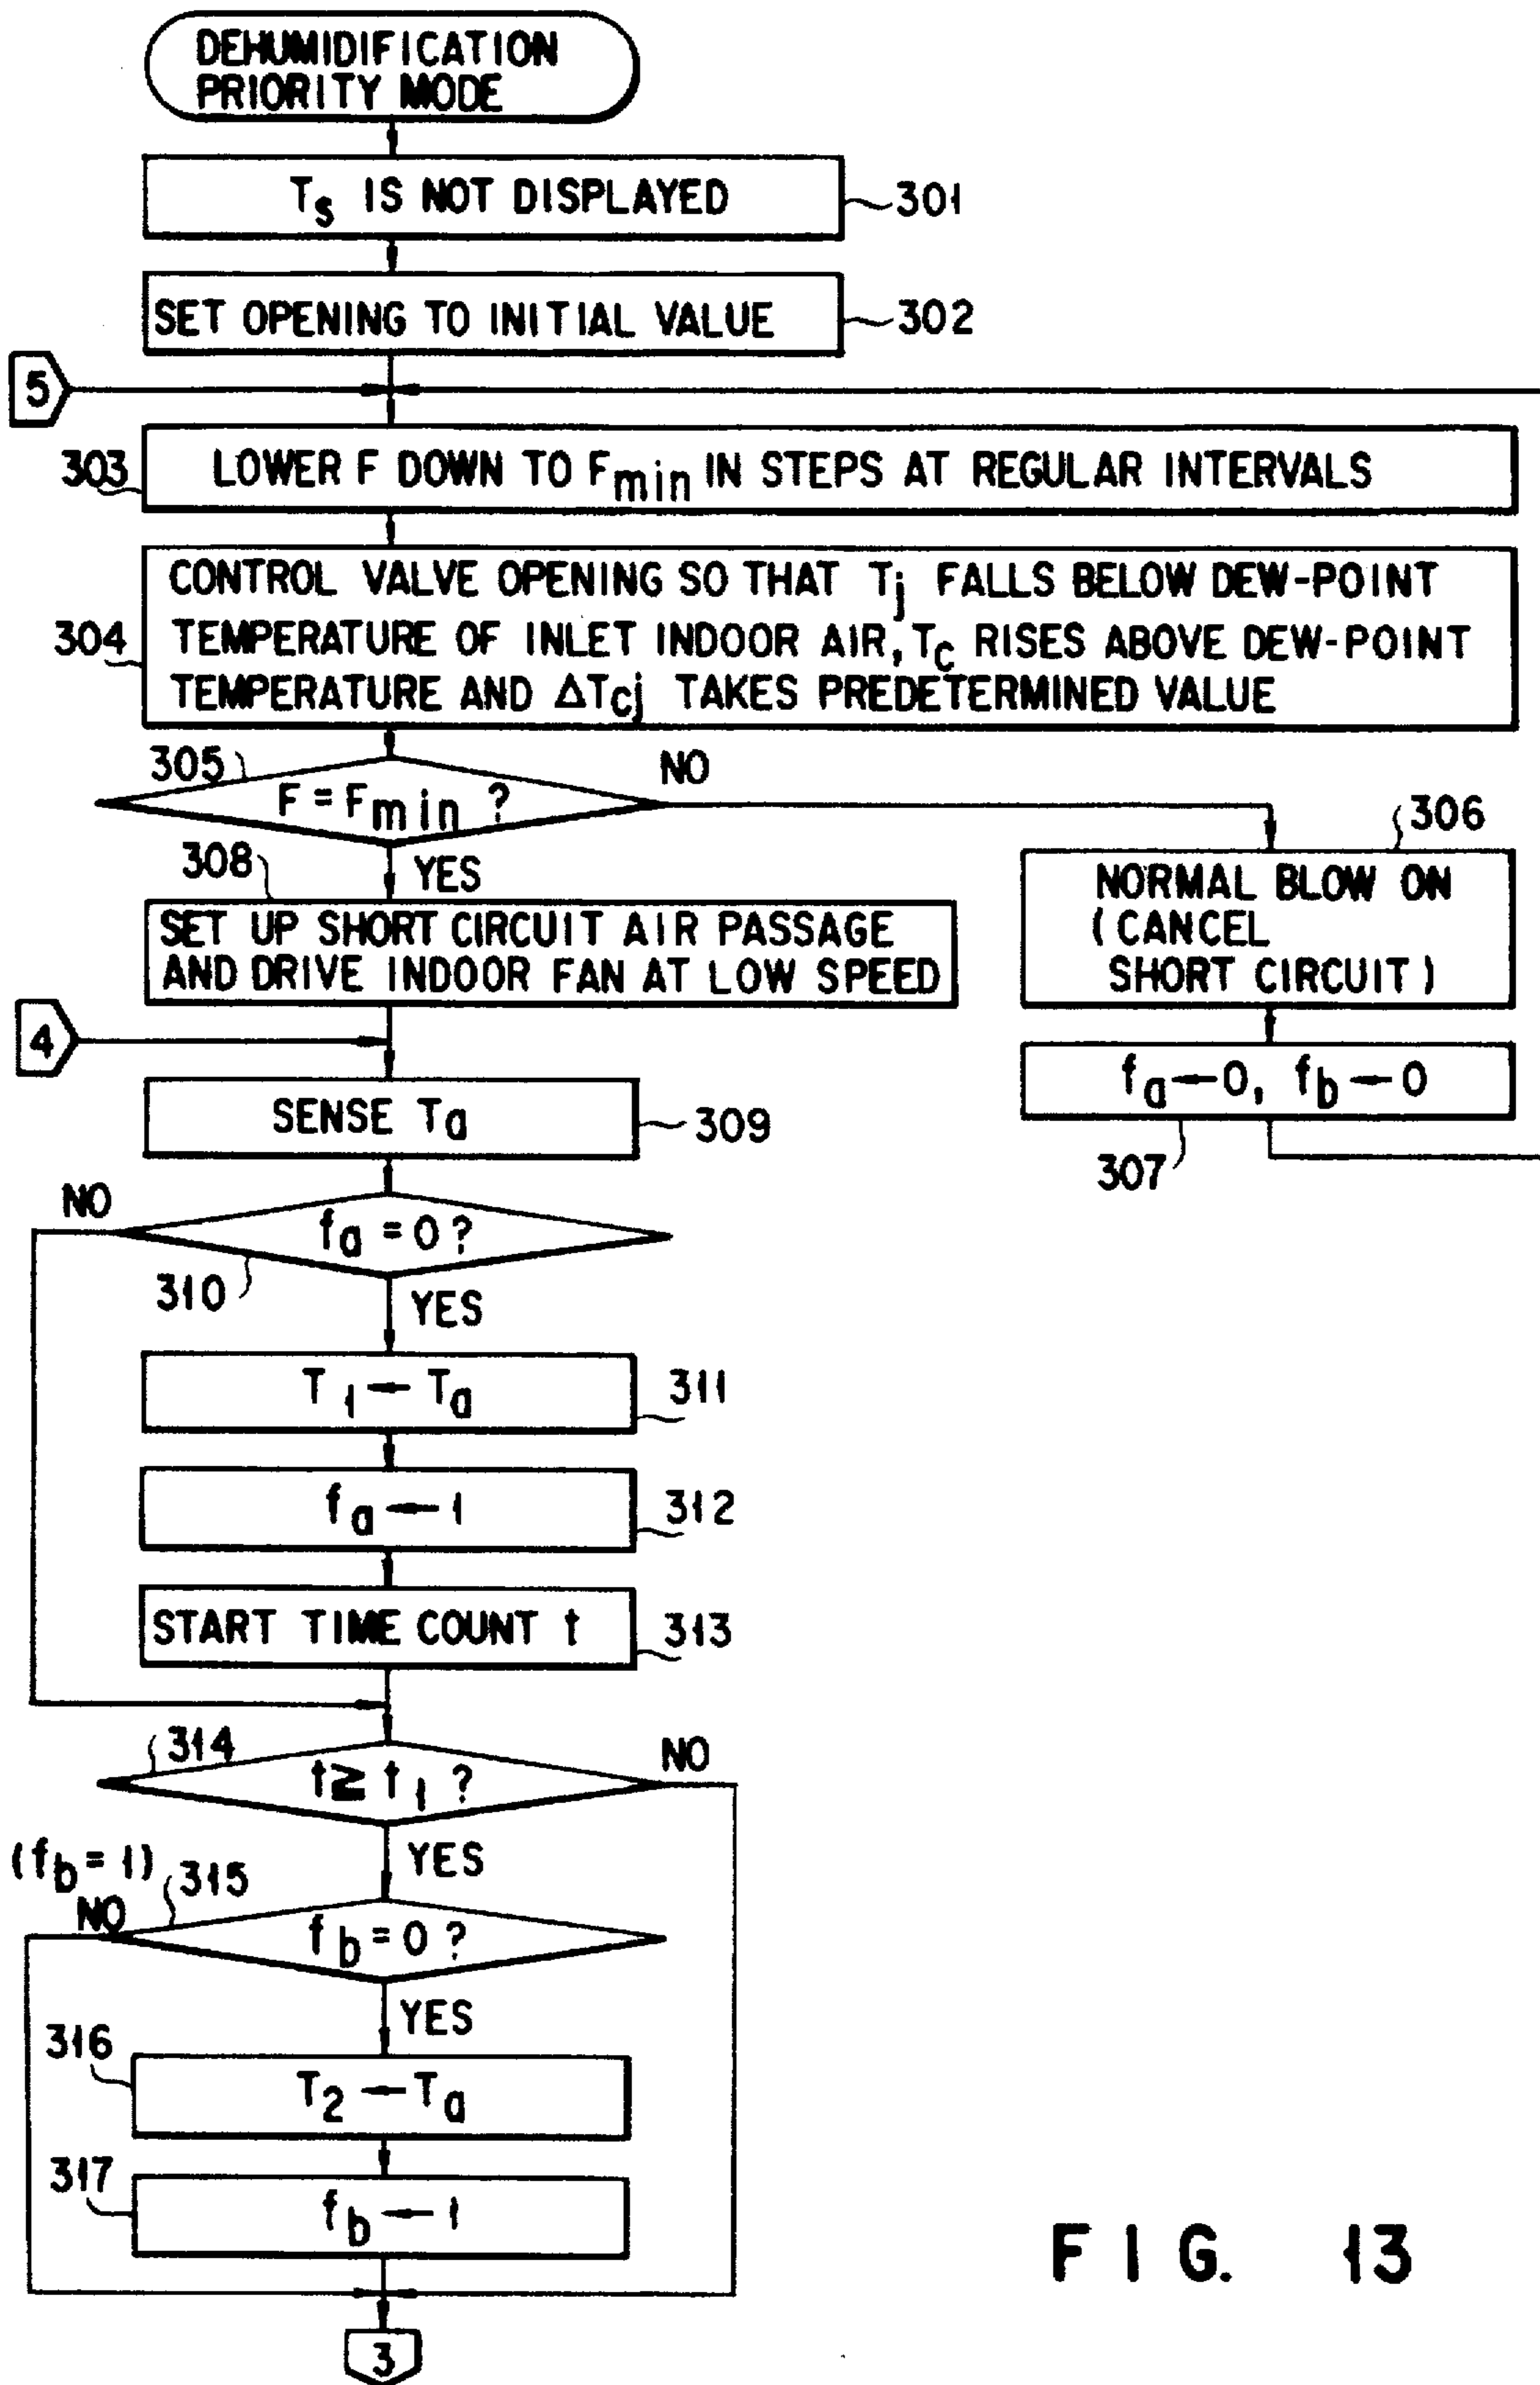 DEHUMIDIFICATION
PRIORITY MODE
Ts IS NOT DISPLAYED
301
SET OPENING TO INITIAL VALUE
302
5
303
LOWER F DOWN TO Fmin IN STEPS AT REGULAR INTERVALS
304
CONTROL VALVE OPENING SO THAT Tj FALLS BELOW DEW-POINT
TEMPERATURE OF INLET INDOOR AIR, Tc RISES ABOVE DEW-POINT
TEMPERATURE AND ΔTcj TAKES PREDETERMINED VALUE
305
F = Fmin ?
NO
YES
306
NORMAL BLOW ON
(CANCEL
SHORT CIRCUIT)
fa←0, fb←0
307
308
SET UP SHORT CIRCUIT AIR PASSAGE
AND DRIVE INDOOR FAN AT LOW SPEED
4
SENSE Ta
309
NO
fa = 0 ?
310
YES
T1 ← Ta
311
fa ← 1
312
START TIME COUNT t
313
314
t ≧ t1 ?
NO
YES
(fb = 1)
NO
315
fb = 0 ?
YES
316
T2 ← Ta
317
fb ← 1
3
FIG. 13